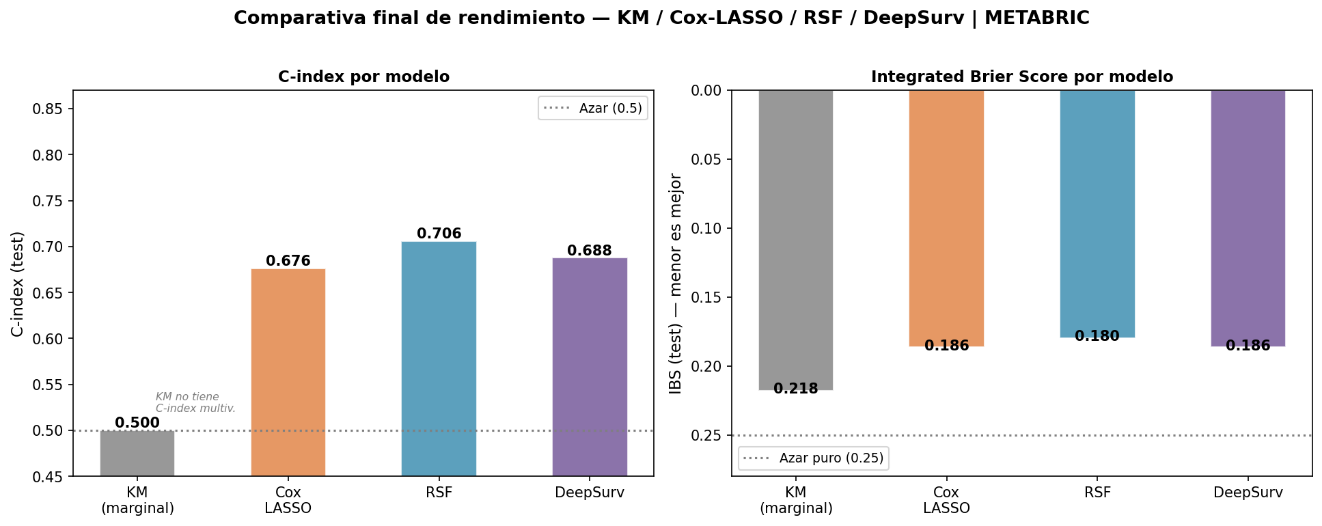 Comparativa final de rendimiento — KM / Cox-LASSO / RSF / DeepSurv | METABRIC
C-index por modelo
C-index (test)
0.85
0.80
0.75
0.70
0.65
0.60
0.55
0.50
0.45
Azar (0.5)
0.500
KM no tiene
C-index multiv.
0.676
0.706
0.688
KM
(marginal)
Cox
LASSO
RSF
DeepSurv
Integrated Brier Score por modelo
IBS (test) — menor es mejor
0.00
0.05
0.10
0.15
0.20
0.25
0.218
0.186
0.180
0.186
Azar puro (0.25)
KM
(marginal)
Cox
LASSO
RSF
DeepSurv